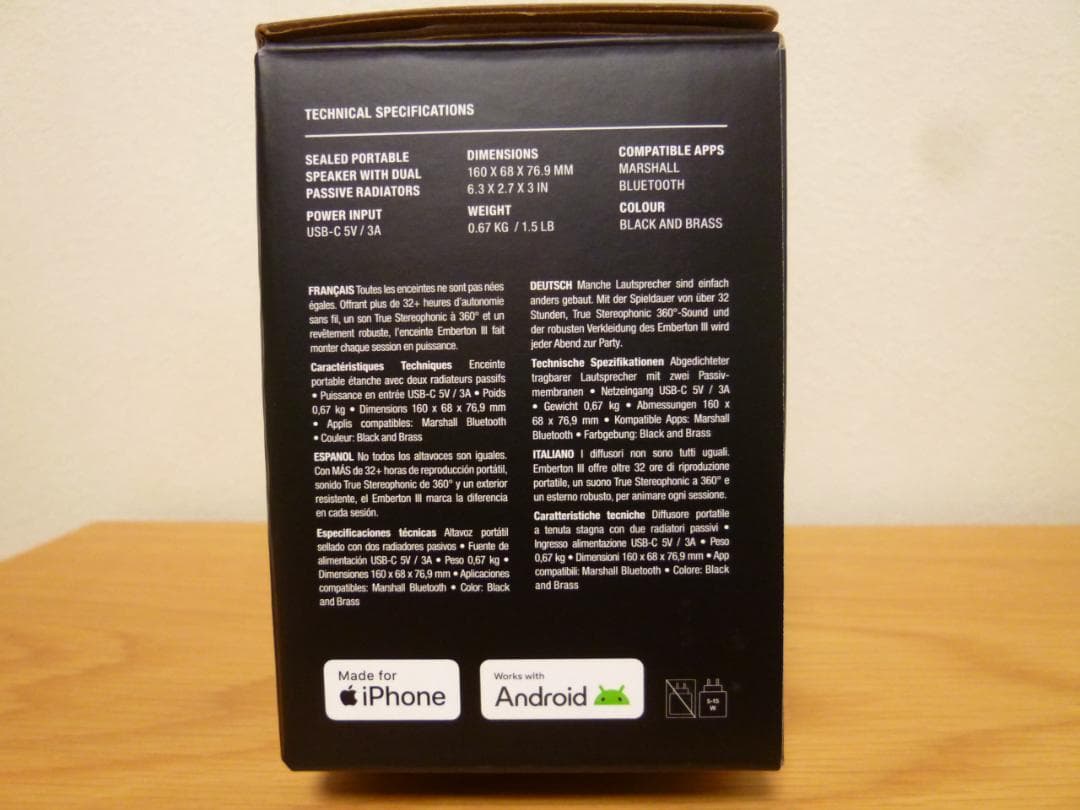 TECHNICAL SPECIFICATIONS
SEALED PORTABLE
SPEAKER WITH DUAL
PASSIVE RADIATORS
POWER INPUT
USB-C 5V / 3A
DIMENSIONS
160 X 68 X 76.9 MM
6.3 X 2.7 X 3 IN
WEIGHT
0.67 KG / 1.5 LB
COMPATIBLE APPS
MARSHALL
BLUETOOTH
COLOUR
BLACK AND BRASS
FRANÇAIS Toutes les enceintes ne sont pas nées
égales. Offrant plus de 32+ heures d'autonomie
sans fil, un son True Stereophonic à 360° et un
revêtement robuste, l'enceinte Emberton III fait
monter chaque session en puissance.
Caractéristiques Techniques Enceinte
portable étanche avec deux radiateurs passifs
• Puissance en entrée USB-C 5V / 3A • Poids
0,67 kg • Dimensions 160 x 68 x 76,9 mm
• Applis compatibles: Marshall Bluetooth
• Couleur: Black and Brass
ESPANOL No todos los altavoces son iguales.
Con MÁS de 32+ horas de reproducción portátil,
sonido True Stereophonic de 360° y un exterior
resistente, el Emberton III marca la diferencia
en cada sesión.
Especificaciones técnicas Altavoz portátil
sellado con dos radiadores pasivos • Fuente de
alimentación USB-C 5V / 3A • Peso 0,67 kg •
Dimensiones 160 x 68 x 76,9 mm • Aplicaciones
compatibles: Marshall Bluetooth • Color: Black
and Brass
DEUTSCH Manche Lautsprecher sind einfach
anders gebaut. Mit der Spieldauer von über 32
Stunden, True Stereophonic 360°-Sound und
der robusten Verkleidung des Emberton III wird
jeder Abend zur Party.
Technische Spezifikationen Abgedichteter
tragbarer Lautsprecher mit zwei Passiv-
membranen • Netzeingang USB-C 5V / 3A
• Gewicht 0,67 kg • Abmessungen 160 x
68 x 76,9 mm • Kompatible Apps: Marshall
Bluetooth • Farbgebung: Black and Brass
ITALIANO I diffusori non sono tutti uguali.
Emberton III offre oltre 32 ore di riproduzione
portatile, un suono True Stereophonic a 360° e
un esterno robusto, per animare ogni sessione.
Caratteristiche tecniche Diffusore portatile
a tenuta stagna con due radiatori passivi •
Ingresso alimentazione USB-C 5V / 3A • Peso
0,67 kg • Dimensioni 160 x 68 x 76,9 mm • App
compatibili: Marshall Bluetooth • Colore: Black
and Brass
Made for
iPhone
Works with
Android
5-15
W